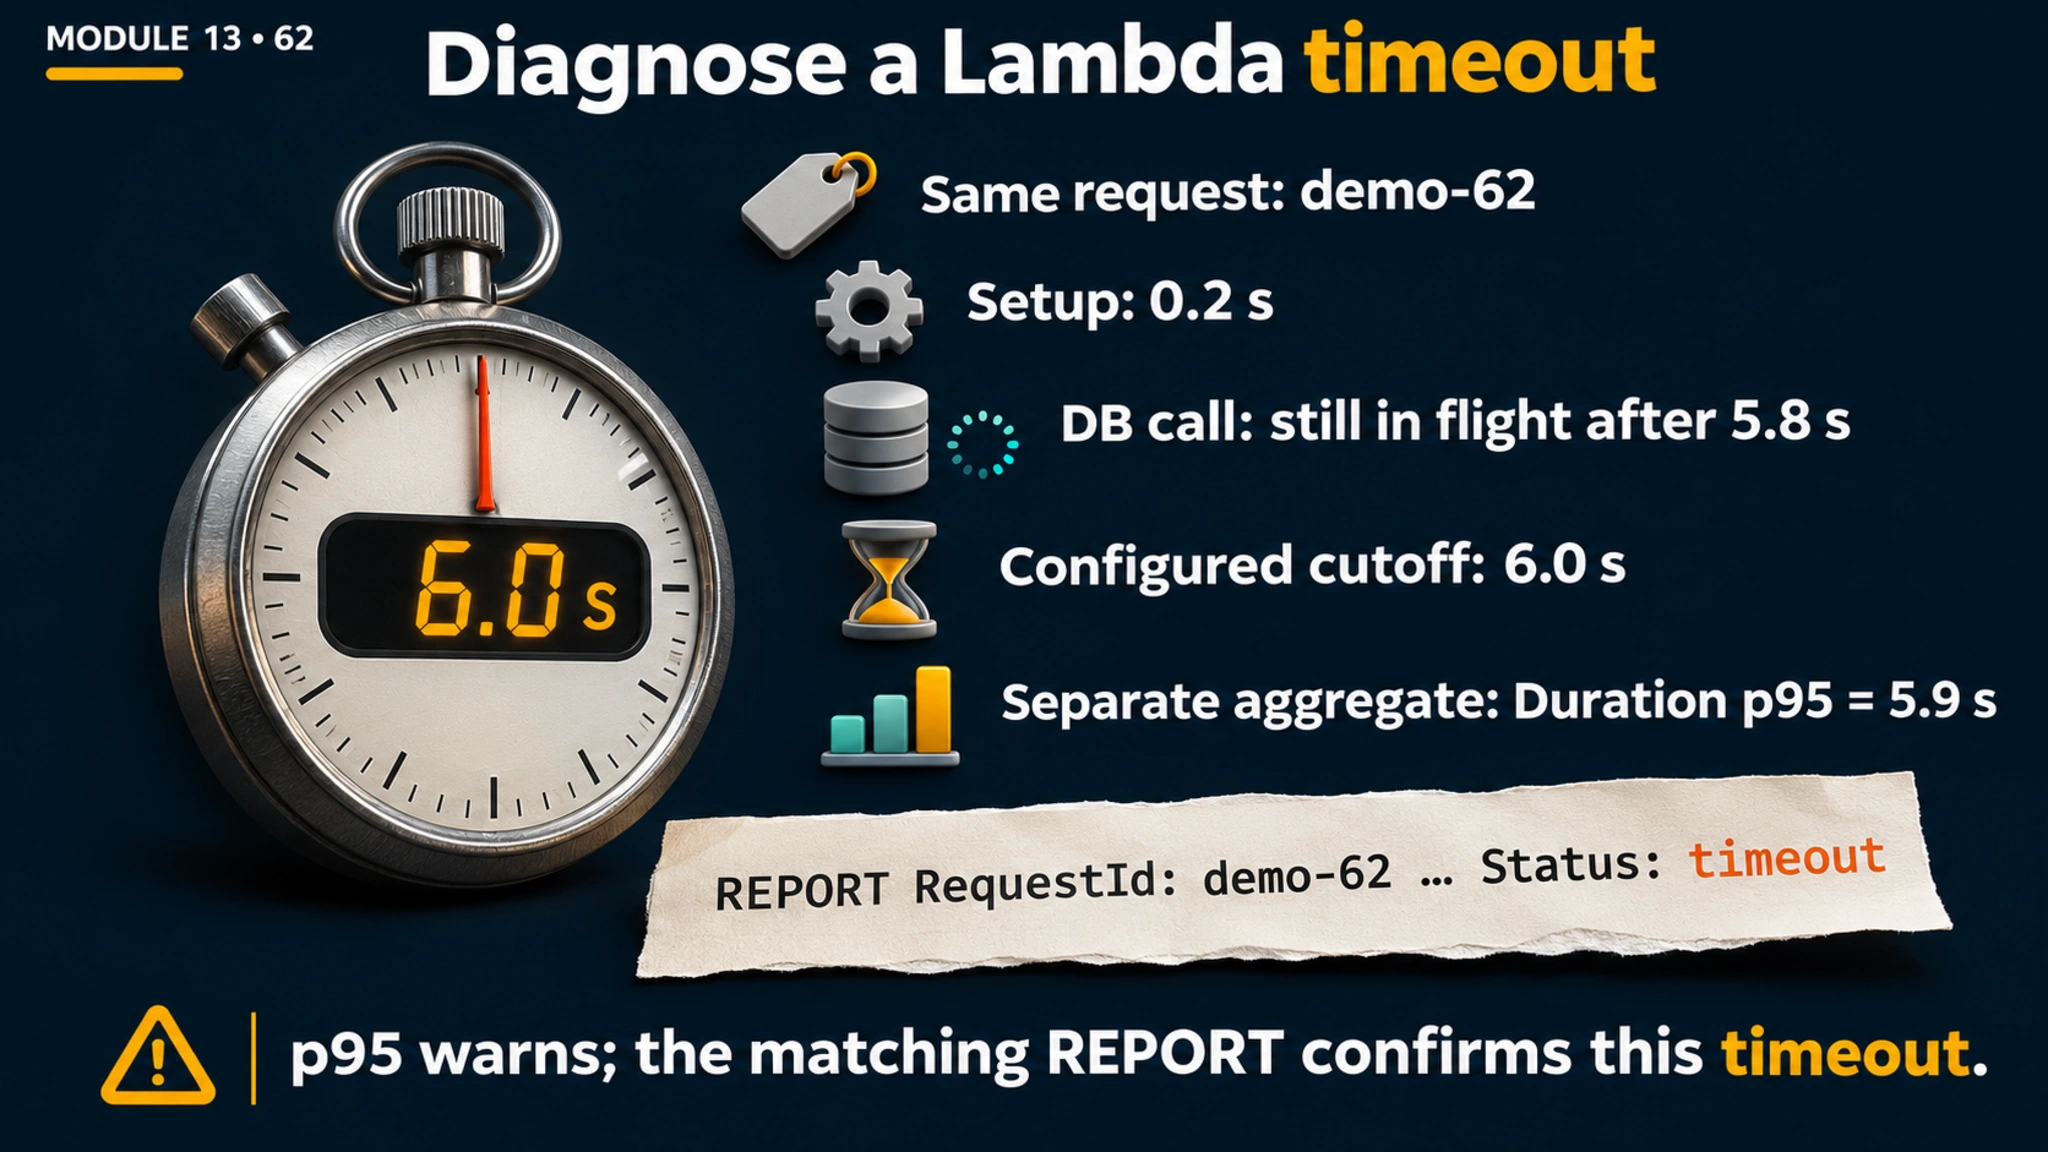 MODULE 13 • 62
Diagnose a Lambda timeout
Same request: demo-62
Setup: 0.2 s
DB call: still in flight after 5.8 s
6.0 s
Configured cutoff: 6.0 s
Separate aggregate: Duration p95 = 5.9 s
REPORT RequestId: demo-62 … Status: timeout
p95 warns; the matching REPORT confirms this timeout.